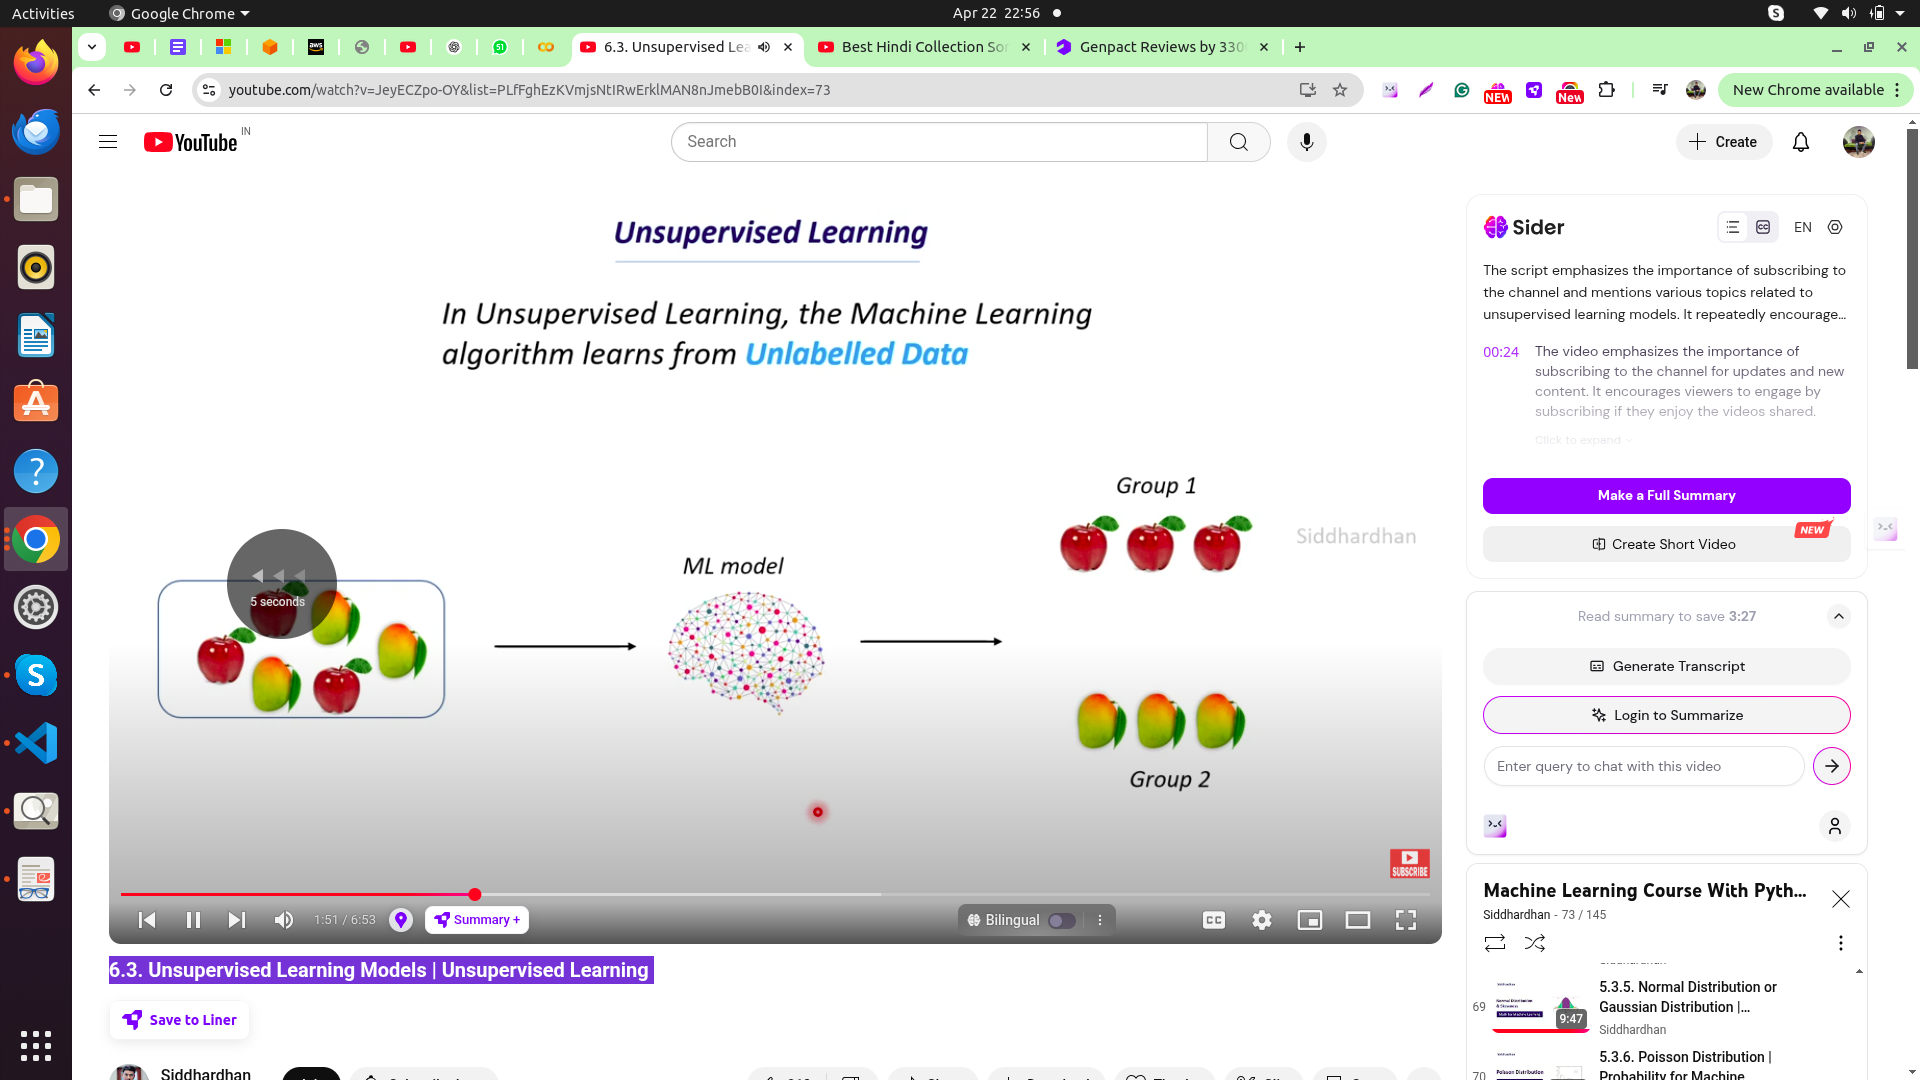 Activities
Google Chrome
Apr 22 22:56
6.3. Unsupervised Lea
Best Hindi Collection Son
Genpact Reviews by 330
youtube.com/watch?v=JeyECZpo-OY&list=PLfFghEzKVmjsNtIRwErklMAN8nJmebB0I&index=73
NEW
New
New Chrome available
YouTube
IN
Search
Create
Unsupervised Learning
In Unsupervised Learning, the Machine Learning
algorithm learns from Unlabelled Data
Group 1
Siddhardhan
ML model
5 seconds
Group 2
SUBSCRIBE
1:51 / 6:53
Summary +
Bilingual
CC
6.3. Unsupervised Learning Models | Unsupervised Learning
Save to Liner
Siddhardhan
Sider
EN
The script emphasizes the importance of subscribing to
the channel and mentions various topics related to
unsupervised learning models. It repeatedly encourage...
00:24
The video emphasizes the importance of
subscribing to the channel for updates and new
content. It encourages viewers to engage by
subscribing if they enjoy the videos shared.
Click to expand
Make a Full Summary
NEW
Create Short Video
Read summary to save 3:27
Generate Transcript
Login to Summarize
Enter query to chat with this video
Machine Learning Course With Pyth...
Siddhardhan - 73 / 145
69
9:47
5.3.5. Normal Distribution or
Gaussian Distribution |...
Siddhardhan
70
5.3.6. Poisson Distribution |
Probability for Machine